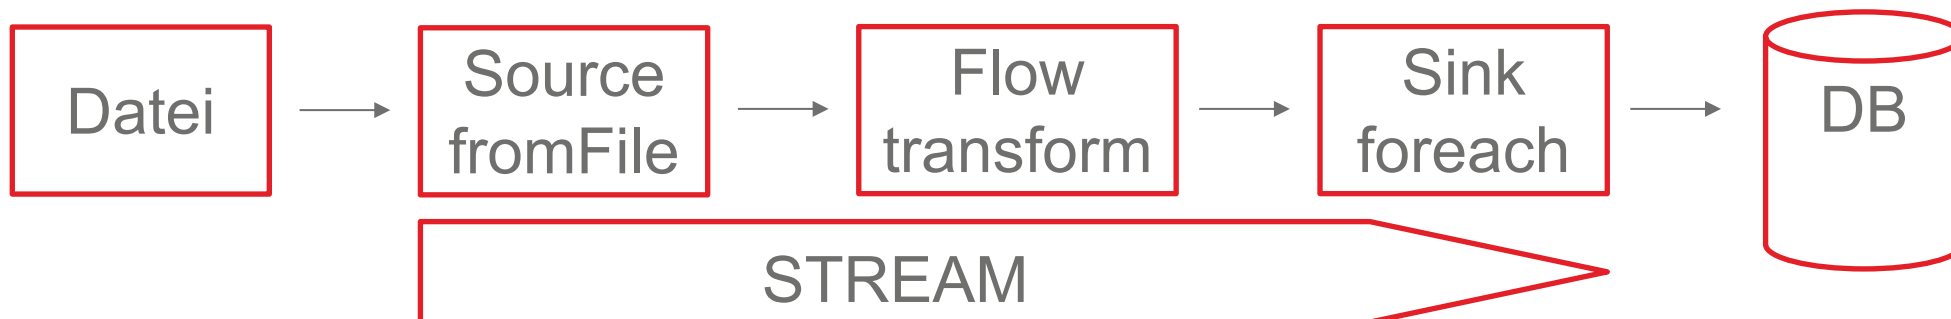 Datei
Source
fromFile
Flow
transform
Sink
foreach
DB
STREAM